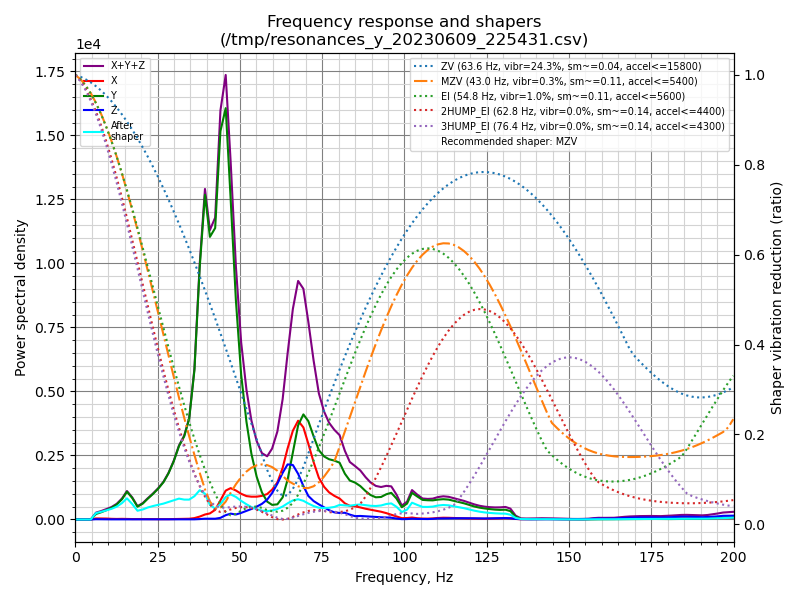 Frequency response and shapers
(/tmp/resonances_y_20230609_225431.csv)
1e4
X+Y+Z
X
Y
Z
After
shaper
ZV (63.6 Hz, vibr=24.3%, sm~=0.04, accel<=15800)
MZV (43.0 Hz, vibr=0.3%, sm~=0.11, accel<=5400)
EI (54.8 Hz, vibr=1.0%, sm~=0.11, accel<=5600)
2HUMP_EI (62.8 Hz, vibr=0.0%, sm~=0.14, accel<=4400)
3HUMP_EI (76.4 Hz, vibr=0.0%, sm~=0.14, accel<=4300)
Recommended shaper: MZV
Power spectral density
1.75
1.50
1.25
1.00
0.75
0.50
0.25
0.00
Shaper vibration reduction (ratio)
1.0
0.8
0.6
0.4
0.2
0.0
0 25 50 75 100 125 150 175 200
Frequency, Hz